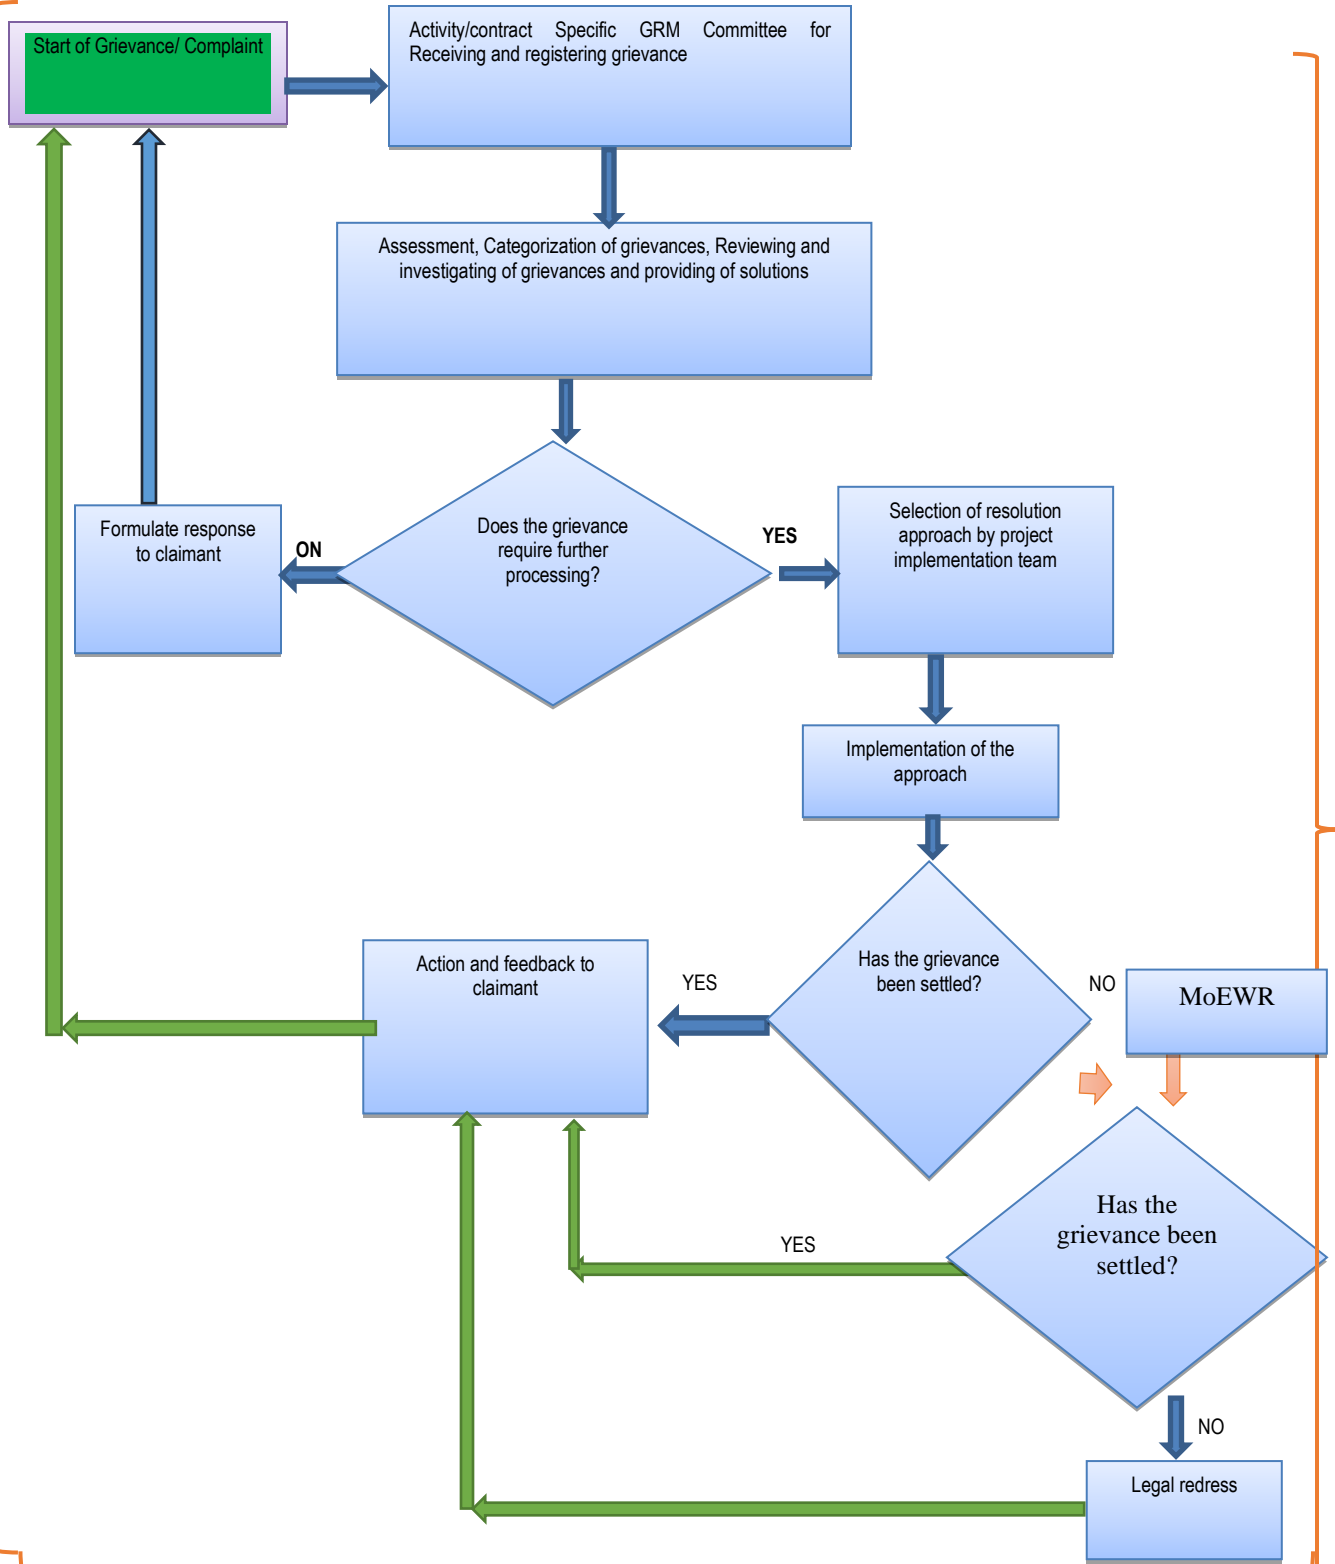 Start of Grievance/ Complaint
Activity/contract Specific GRM Committee for
Receiving and registering grievance
Assessment, Categorization of grievances, Reviewing and
investigating of grievances and providing of solutions
Does the grievance
require further
processing?
ON
YES
Formulate response
to claimant
Selection of resolution
approach by project
implementation team
Implementation of the
approach
Has the grievance
been settled?
YES
NO
Action and feedback to
claimant
MoEWR
Has the
grievance been
settled?
YES
NO
Legal redress